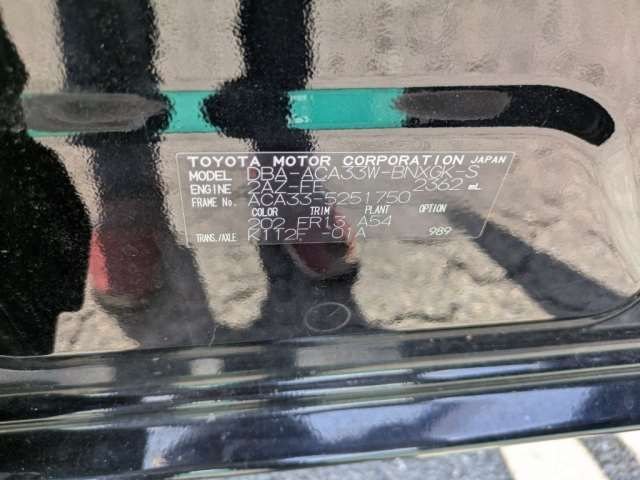 TOYOTA MOTOR CORPORATION JAPAN
MODEL DBA-ACA33W-BNXGK-S
ENGINE 2AZ-FE 2362 mL
FRAME No. ACA33-5251750
COLOR TRIM PLANT
202 FR13 A54
TRANS./AXLE K112F -01A 989